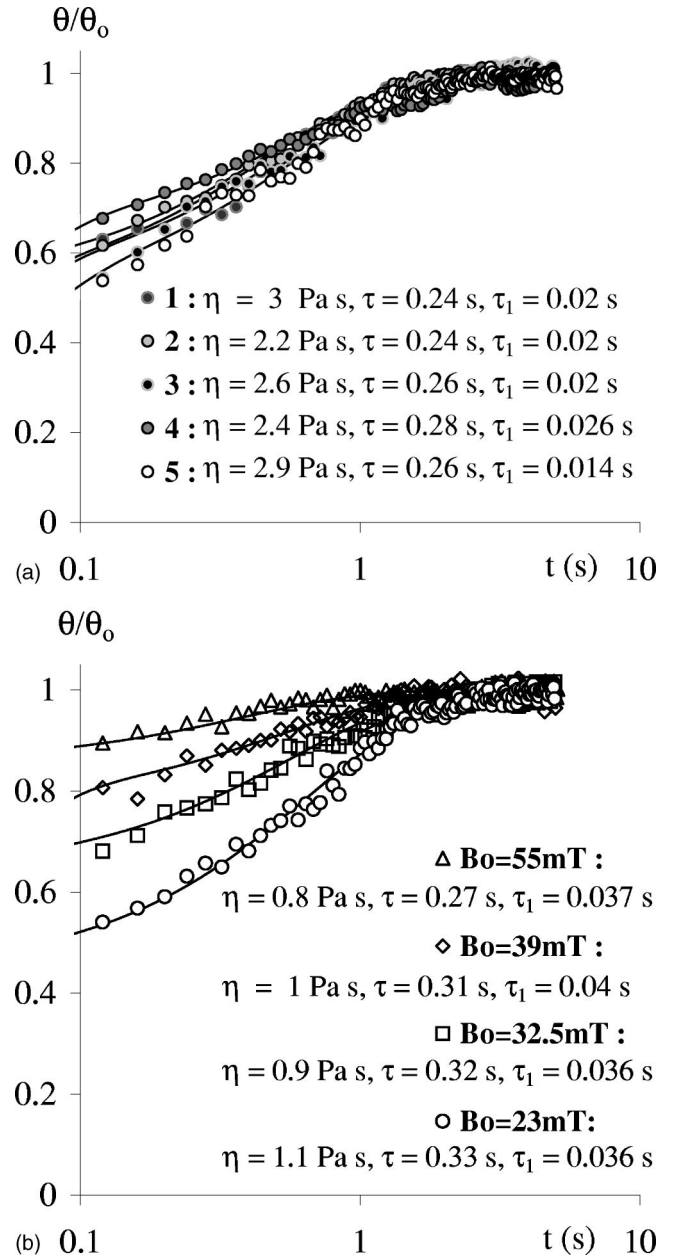 θ/θₒ
1
0.8
0.6
1 : η = 3 Pa s, τ = 0.24 s, τ₁ = 0.02 s
2 : η = 2.2 Pa s, τ = 0.24 s, τ₁ = 0.02 s
3 : η = 2.6 Pa s, τ = 0.26 s, τ₁ = 0.02 s
0.4
4 : η = 2.4 Pa s, τ = 0.28 s, τ₁ = 0.026 s
0.2
5 : η = 2.9 Pa s, τ = 0.26 s, τ₁ = 0.014 s
0
(a) 0.1 1 t (s) 10
θ/θₒ
1
0.8
Bo=55mT :
0.6
η = 0.8 Pa s, τ = 0.27 s, τ₁ = 0.037 s
Bo=39mT :
0.4
η = 1 Pa s, τ = 0.31 s, τ₁ = 0.04 s
Bo=32.5mT :
0.2
η = 0.9 Pa s, τ = 0.32 s, τ₁ = 0.036 s
Bo=23mT:
η = 1.1 Pa s, τ = 0.33 s, τ₁ = 0.036 s
0
(b) 0.1 1 t (s) 10